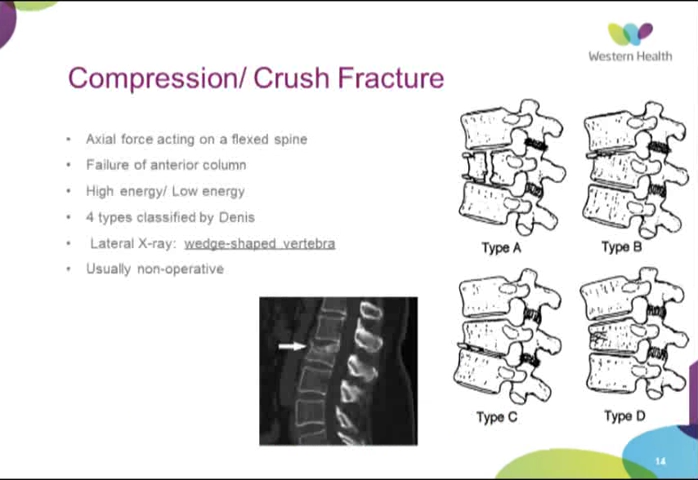 Western Health
Compression/ Crush Fracture
• Axial force acting on a flexed spine
• Failure of anterior column
• High energy/ Low energy
• 4 types classified by Denis
• Lateral X-ray: wedge-shaped vertebra
• Usually non-operative
Type A
Type B
Type C
Type D
14